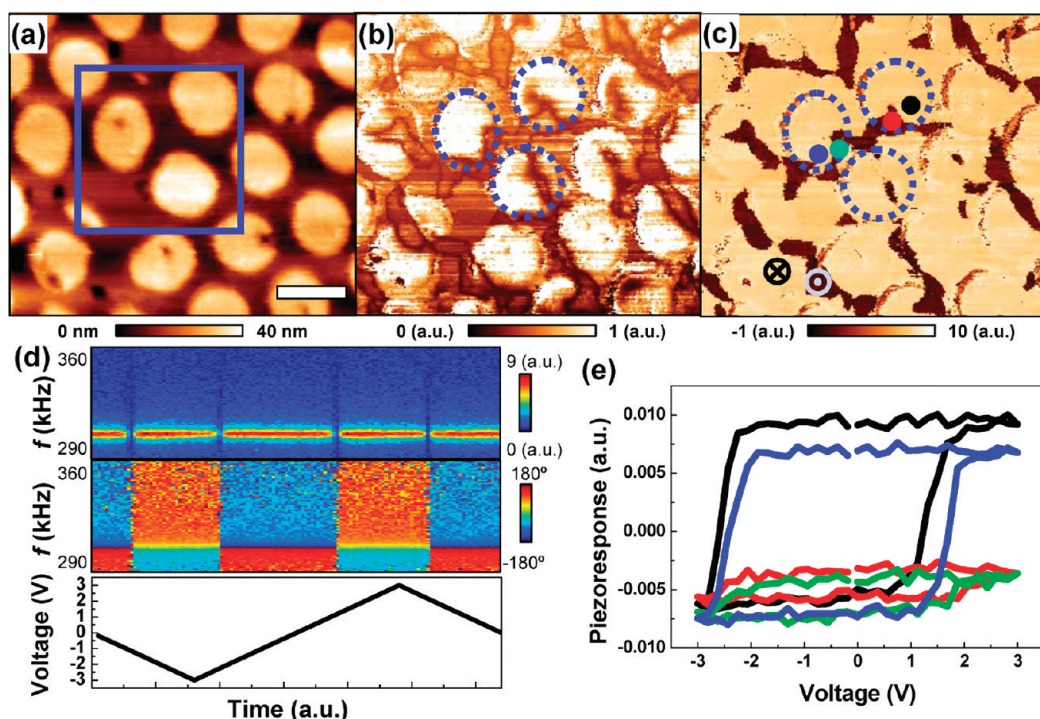 (a)
(b)
(c)
0 nm 40 nm
0 (a.u.) 1 (a.u.)
-1 (a.u.) 10 (a.u.)
(d)
360
f (kHz)
290
9 (a.u.)
0 (a.u.)
360
f (kHz)
290
180º
-180º
Voltage (V)
3
2
1
0
-1
-2
-3
Time (a.u.)
(e)
Piezoresponse (a.u.)
0.010
0.005
0.000
-0.005
-0.010
-3 -2 -1 0 1 2 3
Voltage (V)